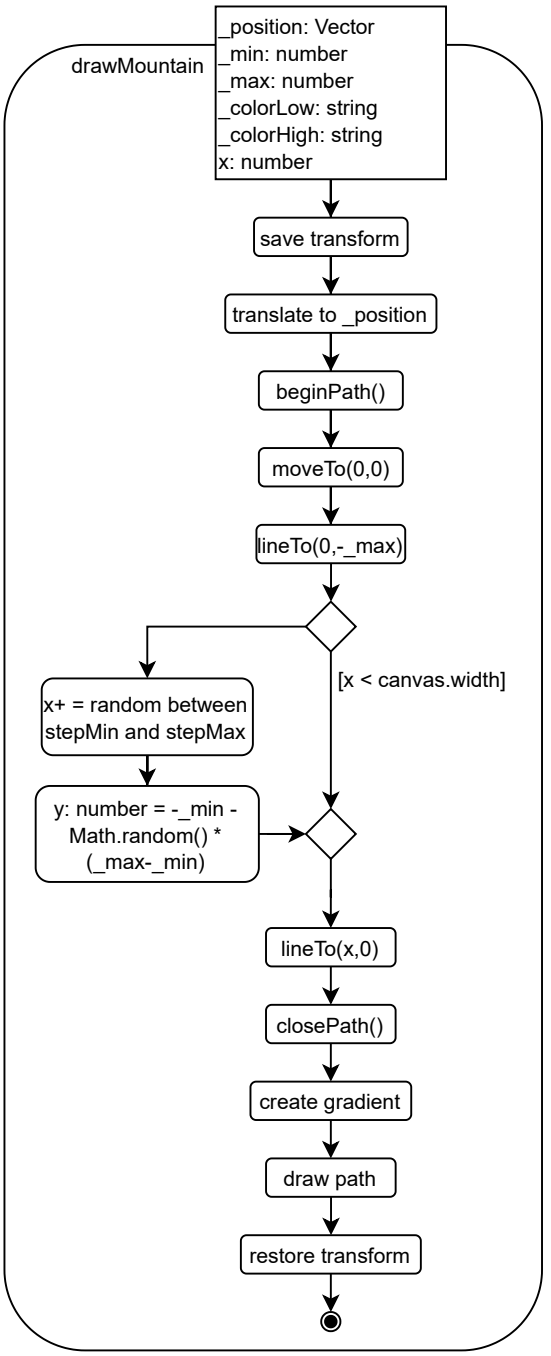 drawMountain
_position: Vector
_min: number
_max: number
_colorLow: string
_colorHigh: string
x: number
save transform
translate to _position
beginPath()
moveTo(0,0)
lineTo(0,-_max)
[x < canvas.width]
x+ = random between
stepMin and stepMax
y: number = -_min -
Math.random() *
(_max-_min)
lineTo(x,0)
closePath()
create gradient
draw path
restore transform